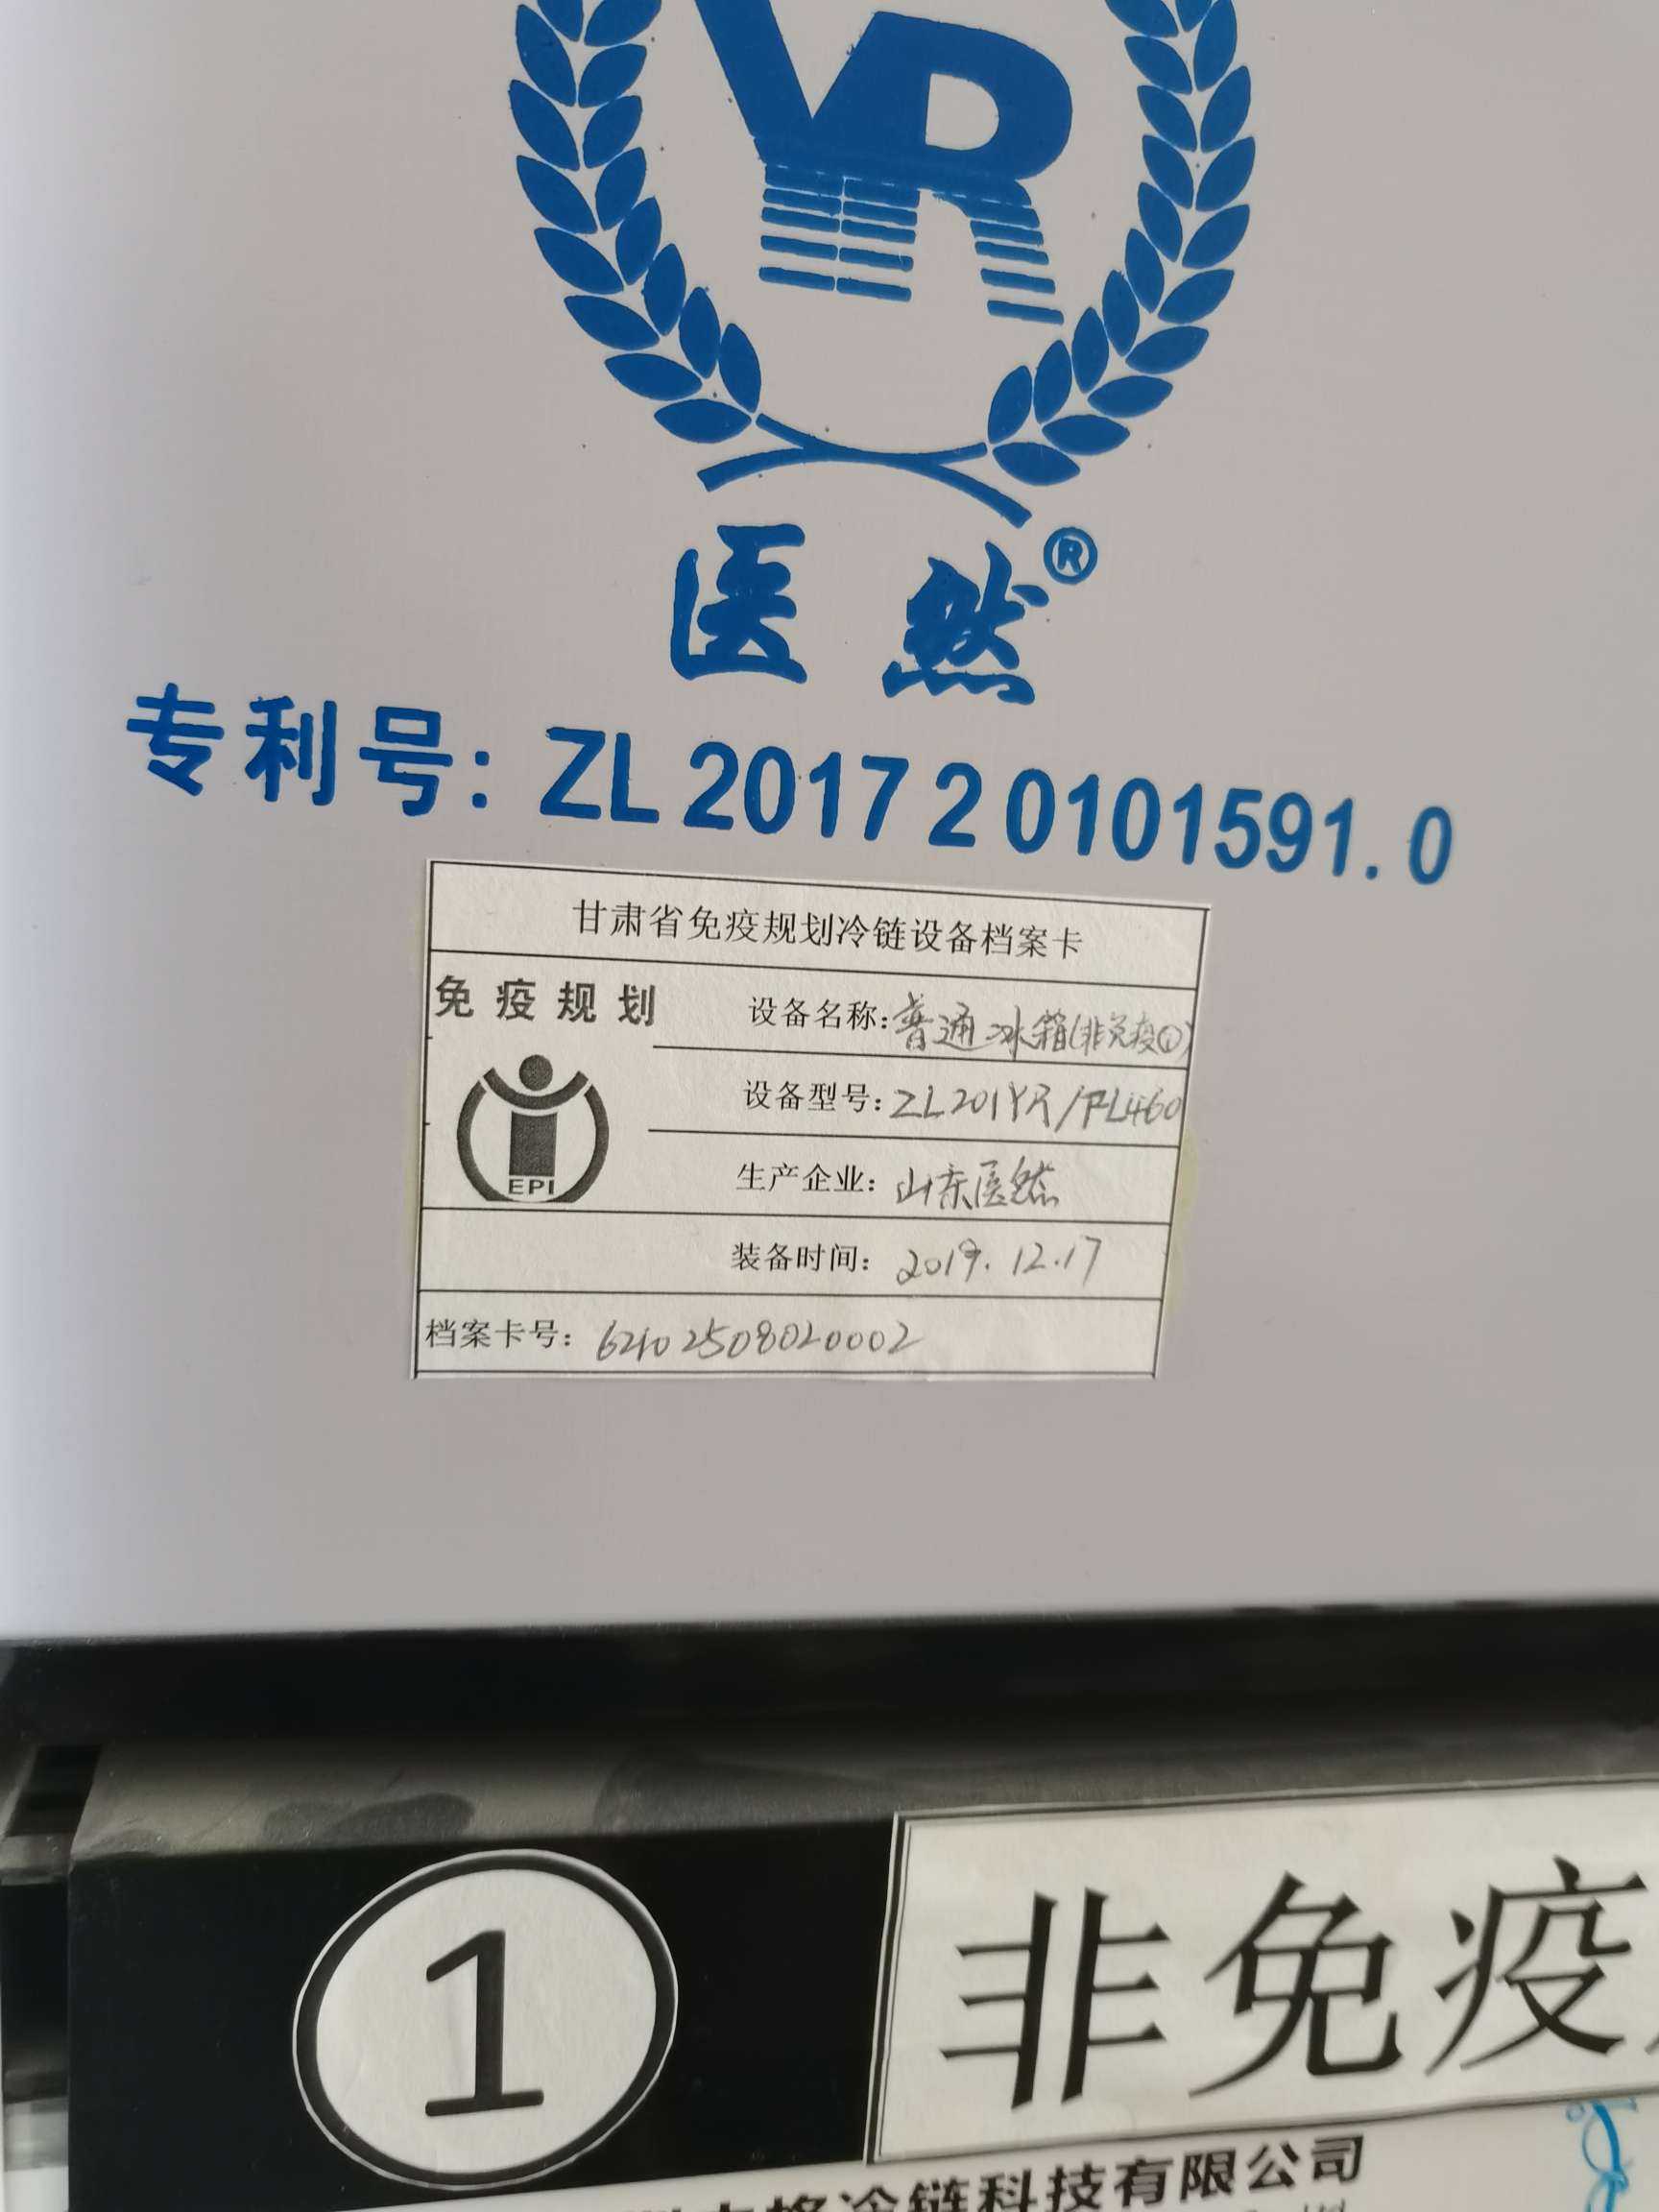 YR
医然®
专利号: ZL 2017 2 0101591.0
甘肃省免疫规划冷链设备档案卡
免疫规划
设备名称: 普通冰箱(非免疫①)
EPI
设备型号: ZL201YR/FL460
生产企业: 山东医然
装备时间: 2019.12.17
档案卡号: 62102508020002
1
非免疫
冷链科技有限公司